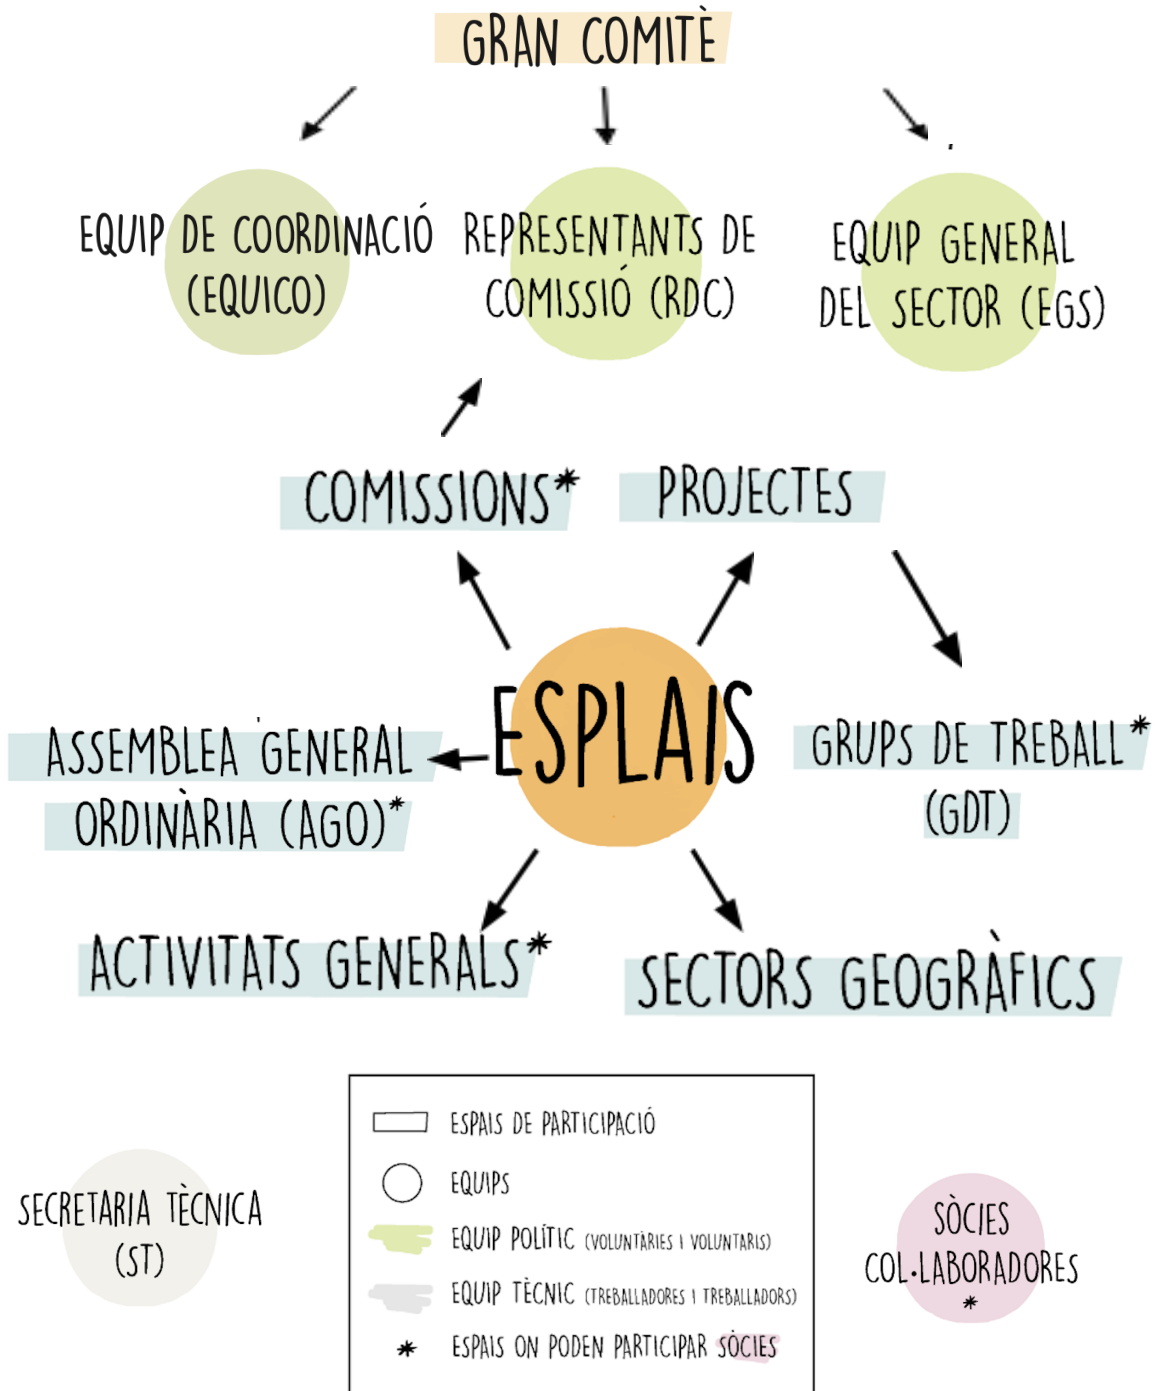 GRAN COMITÈ
EQUIP DE COORDINACIÓ
(EQUICO)
REPRESENTANTS DE
COMISSIÓ (RDC)
EQUIP GENERAL
DEL SECTOR (EGS)
COMISSIONS*
PROJECTES
ESPLAIS
ASSEMBLEA GENERAL
ORDINÀRIA (AGO)*
GRUPS DE TREBALL*
(GDT)
ACTIVITATS GENERALS*
SECTORS GEOGRÀFICS
SECRETARIA TÈCNICA
(ST)
ESPAIS DE PARTICIPACIÓ
EQUIPS
EQUIP POLÍTIC (VOLUNTÀRIES I VOLUNTARIS)
EQUIP TÈCNIC (TREBALLADORES I TREBALLADORS)
* ESPAIS ON PODEN PARTICIPAR SÒCIES
SÒCIES
COL·LABORADORES
*